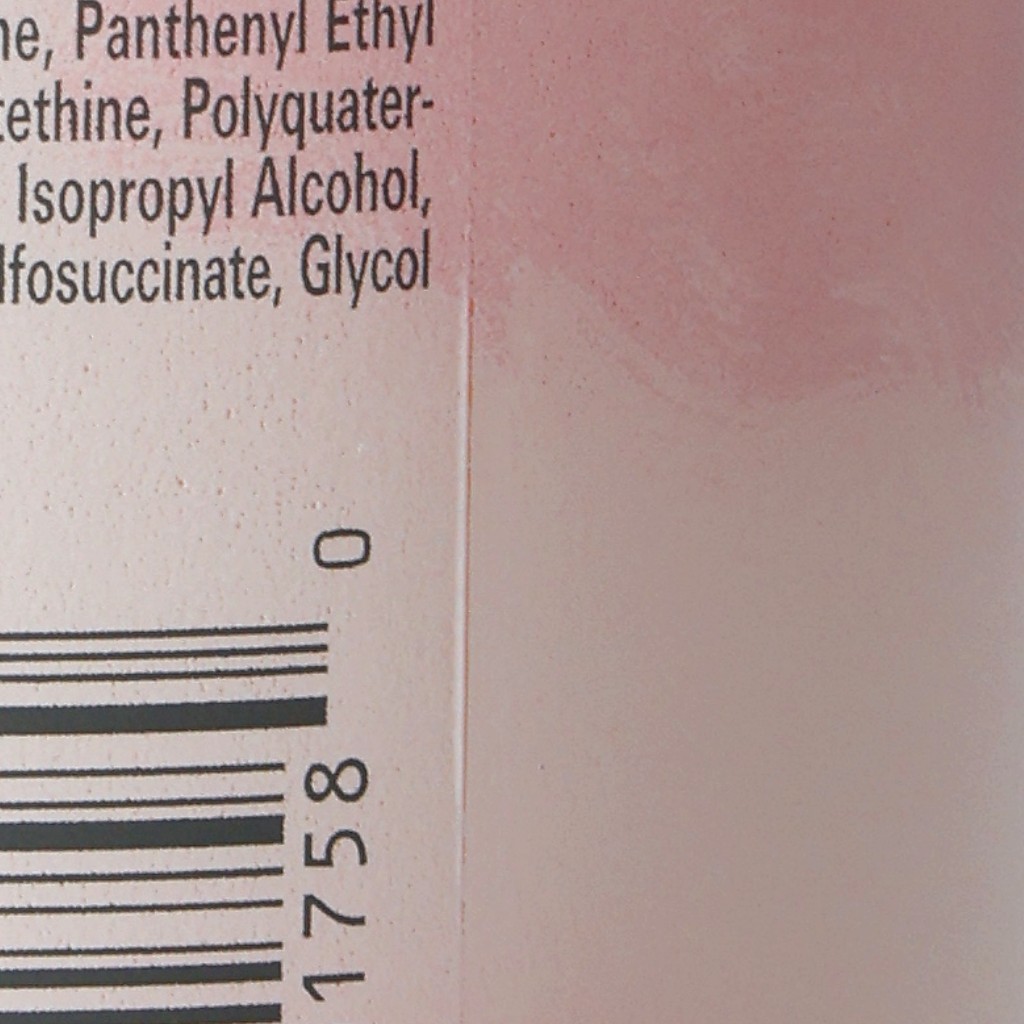 ne, Panthenyl Ethyl
tethine, Polyquater-
Isopropyl Alcohol,
lfosuccinate, Glycol
1758 0